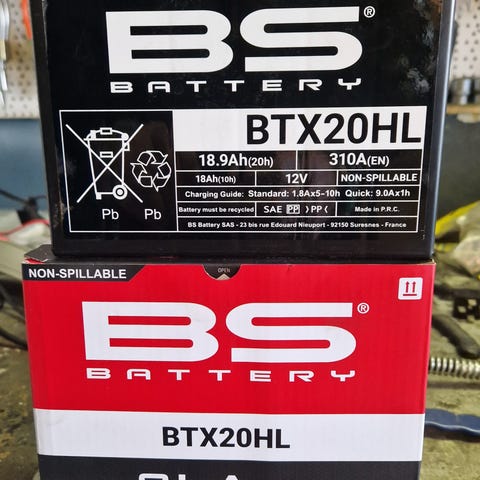 BS®
BATTERY
BTX20HL
18.9Ah(20h) 310A(EN)
18Ah(10h) 12V NON-SPILLABLE
Charging Guide: Standard: 1.8Ax5~10h Quick: 9.0Ax1h
Pb Pb
Battery must be recycled SAE PP >PP< Made in P.R.C.
BS Battery SAS - 23 bis rue Edouard Nieuport - 92150 Suresnes - France
NON-SPILLABLE
OPEN
BS®
BATTERY
BTX20HL